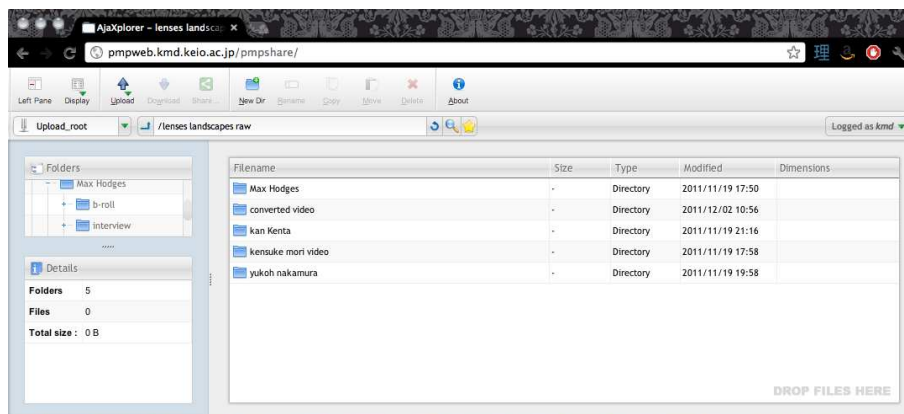 AjaXplorer - lenses landscap
pmpweb.kmd.keio.ac.jp/pmpshare/
理
Left Pane Display Upload Download Share... New Dir Rename Copy Move Delete About
Upload_root /lenses landscapes raw Logged as kmd
Folders
Max Hodges
b-roll
interview
Details
Folders 5
Files 0
Total size : 0 B
Filename Size Type Modified Dimensions
Max Hodges - Directory 2011/11/19 17:50
converted video - Directory 2011/12/02 10:56
kan Kenta - Directory 2011/11/19 21:16
kensuke mori video - Directory 2011/11/19 17:58
yukoh nakamura - Directory 2011/11/19 19:58
DROP FILES HERE